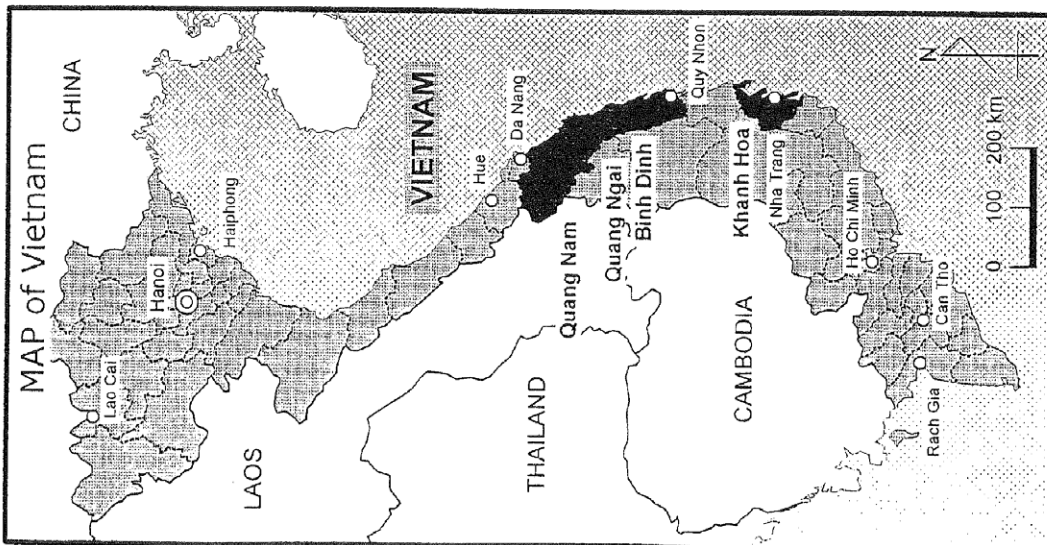 MAP of Vietnam
CHINA
Lao Cai
Hanoi
Haiphong
LAOS
VIETNAM
Hue
Da Nang
THAILAND
Quang Nam
Quang Ngai
Binh Dinh
Quy Nhon
CAMBODIA
Khanh Hoa
Nha Trang
Ho Chi Minh
Can Tho
Rach Gia
N
0 100 200 km